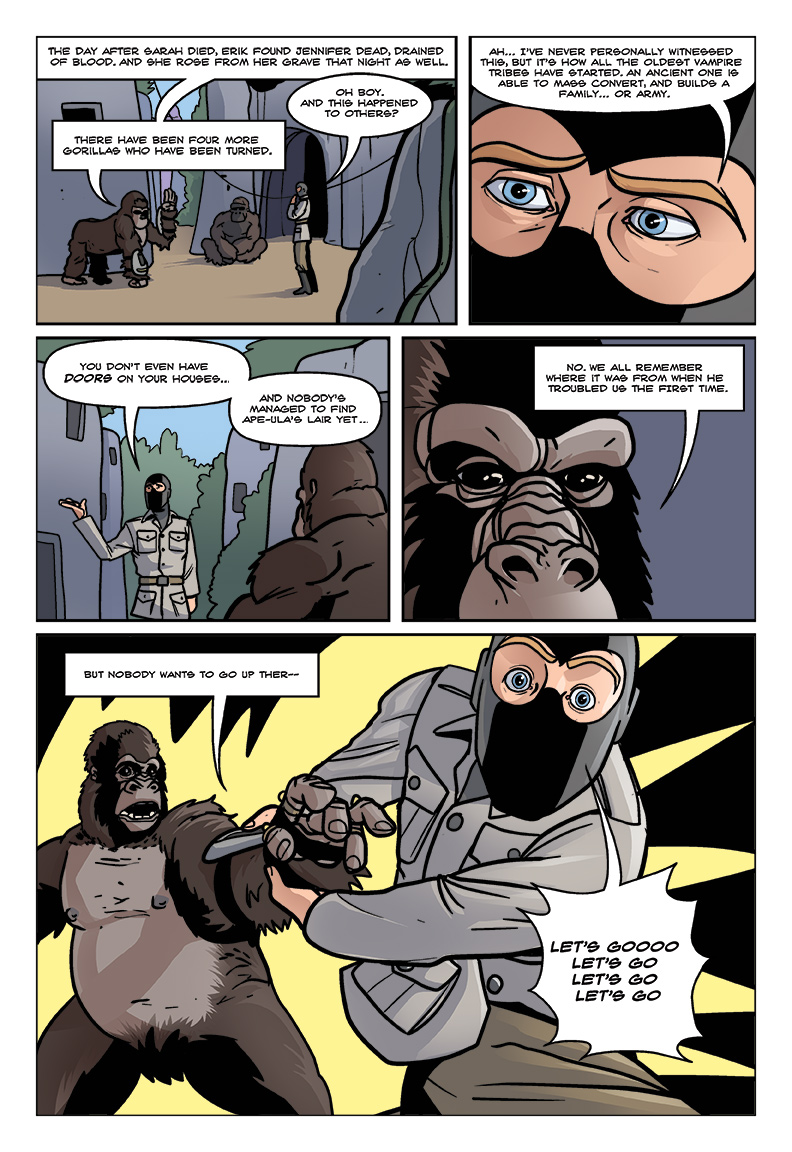 THE DAY AFTER SARAH DIED, ERIK FOUND JENNIFER DEAD, DRAINED
OF BLOOD. AND SHE ROSE FROM HER GRAVE THAT NIGHT AS WELL.
OH BOY.
AND THIS HAPPENED
TO OTHERS?
THERE HAVE BEEN FOUR MORE
GORILLAS WHO HAVE BEEN TURNED.
AH... I'VE NEVER PERSONALLY WITNESSED
THIS, BUT IT'S HOW ALL THE OLDEST VAMPIRE
TRIBES HAVE STARTED. AN ANCIENT ONE IS
ABLE TO MASS CONVERT, AND BUILDS A
FAMILY... OR ARMY.
YOU DON'T EVEN HAVE
DOORS ON YOUR HOUSES...
AND NOBODY'S
MANAGED TO FIND
APE-ULA'S LAIR YET...
NO. WE ALL REMEMBER
WHERE IT WAS FROM WHEN HE
TROUBLED US THE FIRST TIME.
BUT NOBODY WANTS TO GO UP THER--
LET'S GOOOO
LET'S GO
LET'S GO
LET'S GO